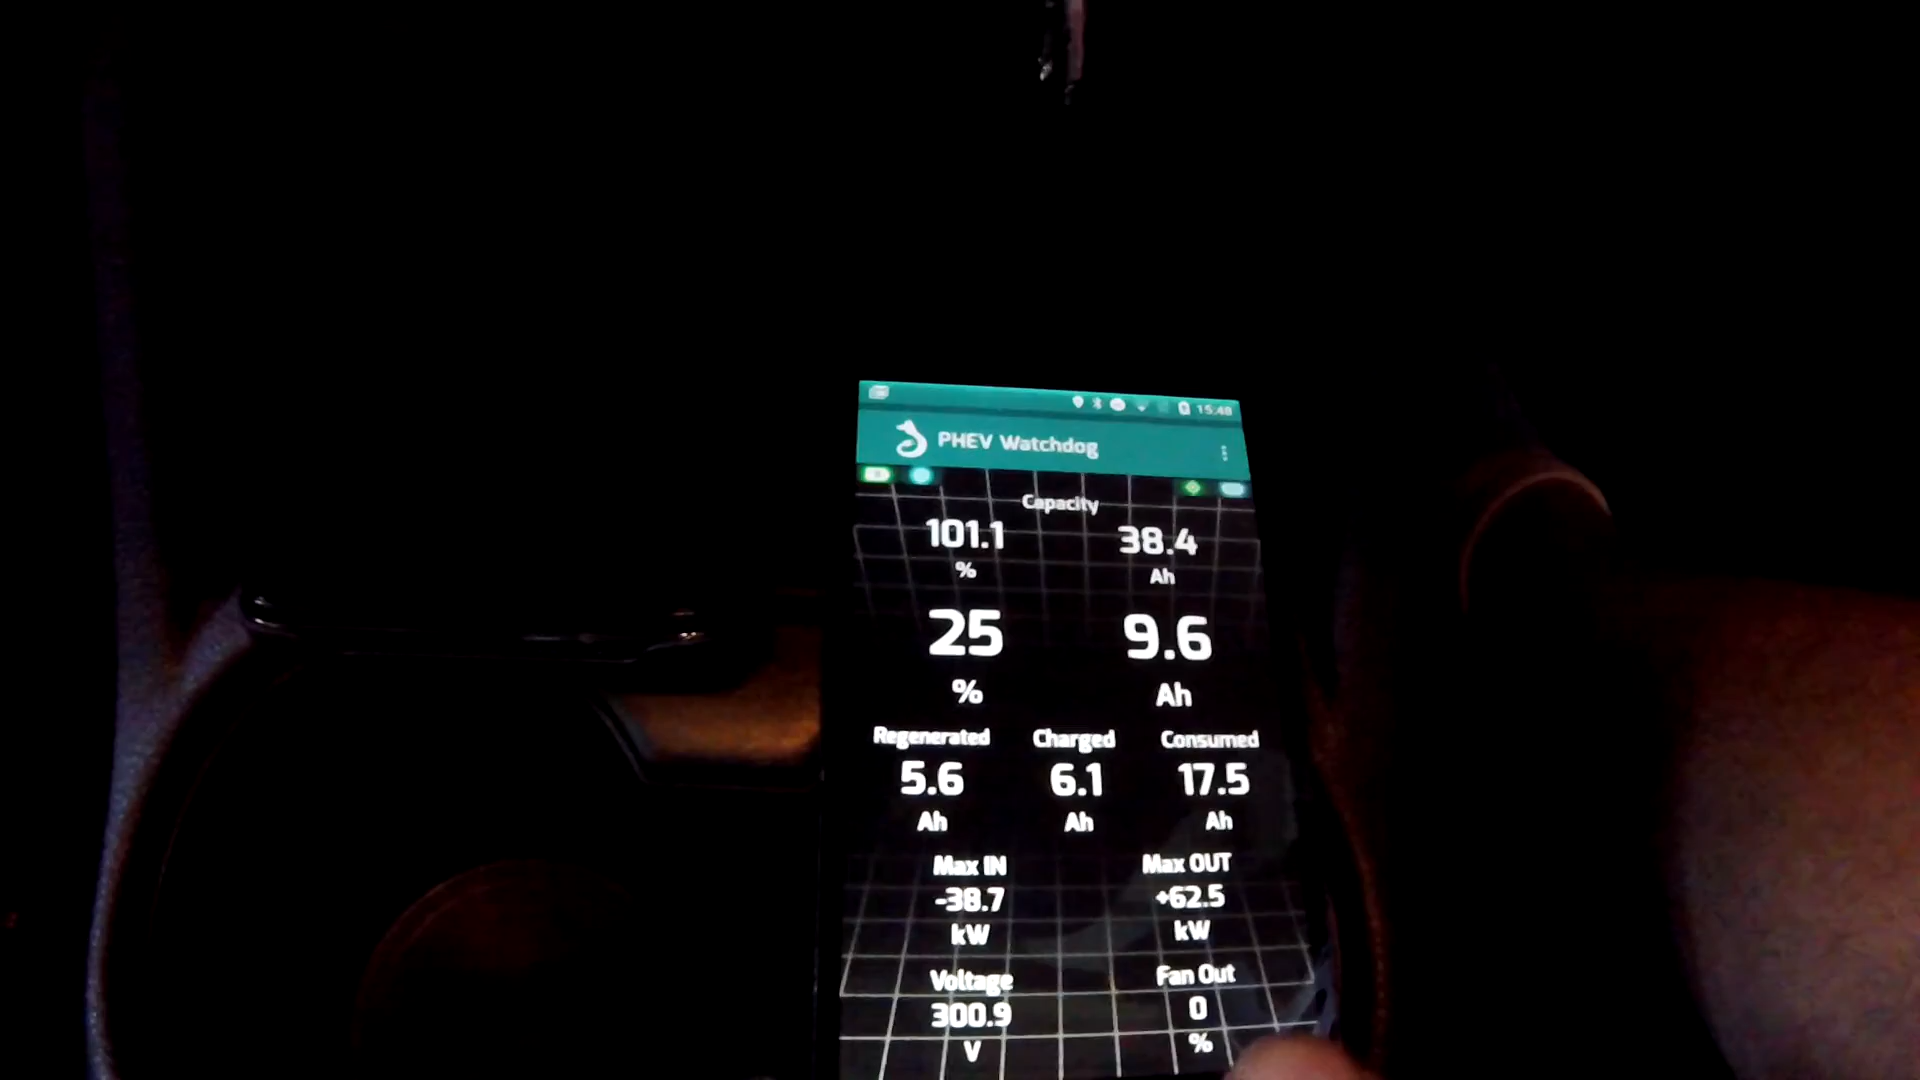 15:48
PHEV Watchdog
Capacity
101.1 38.4
% Ah
25 9.6
% Ah
Regenerated Charged Consumed
5.6 6.1 17.5
Ah Ah Ah
Max IN Max OUT
-38.7 +62.5
kW kW
Voltage Fan Out
300.9 0
V %